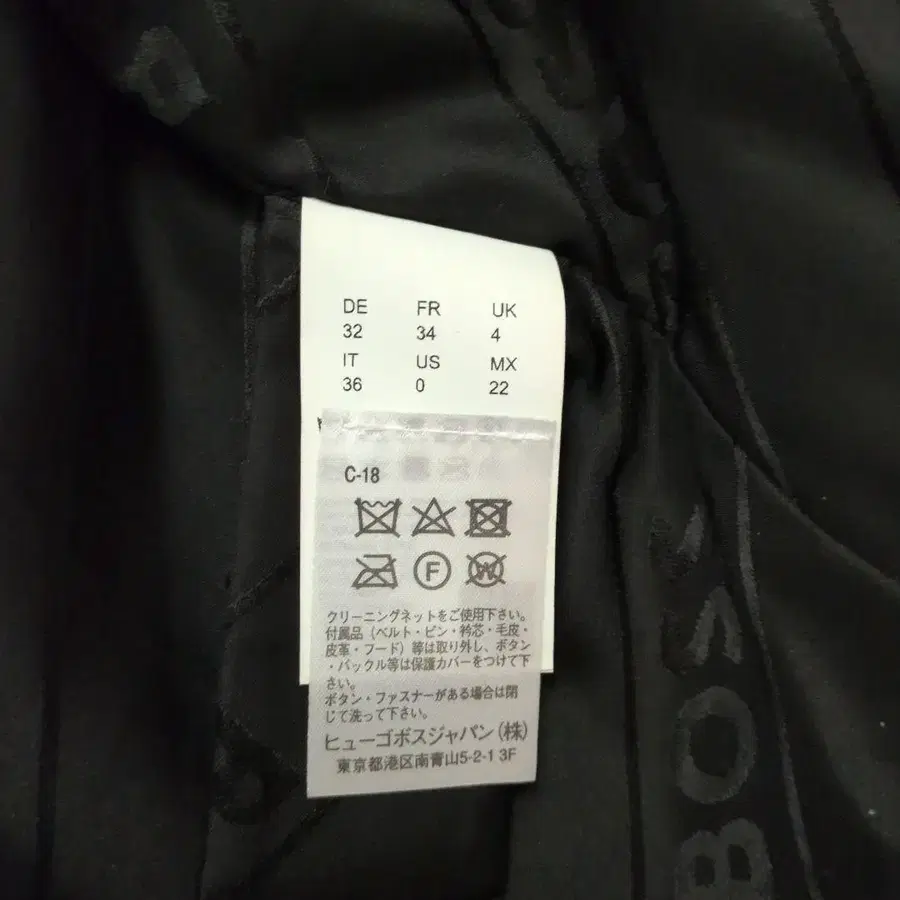 DE FR UK
32 34 4
IT US MX
36 0 22
C-18
F W
クリーニングネットをご使用下さい。
付属品(ベルト・ピン・衿芯・毛皮・
皮革・フード)等は取り外し、ボタン
・バックル等は保護カバーをつけて下
さい。
ボタン・ファスナーがある場合は閉
じて洗って下さい。
ヒューゴボスジャパン(株)
東京都港区南青山5-2-1 3F
BOSS